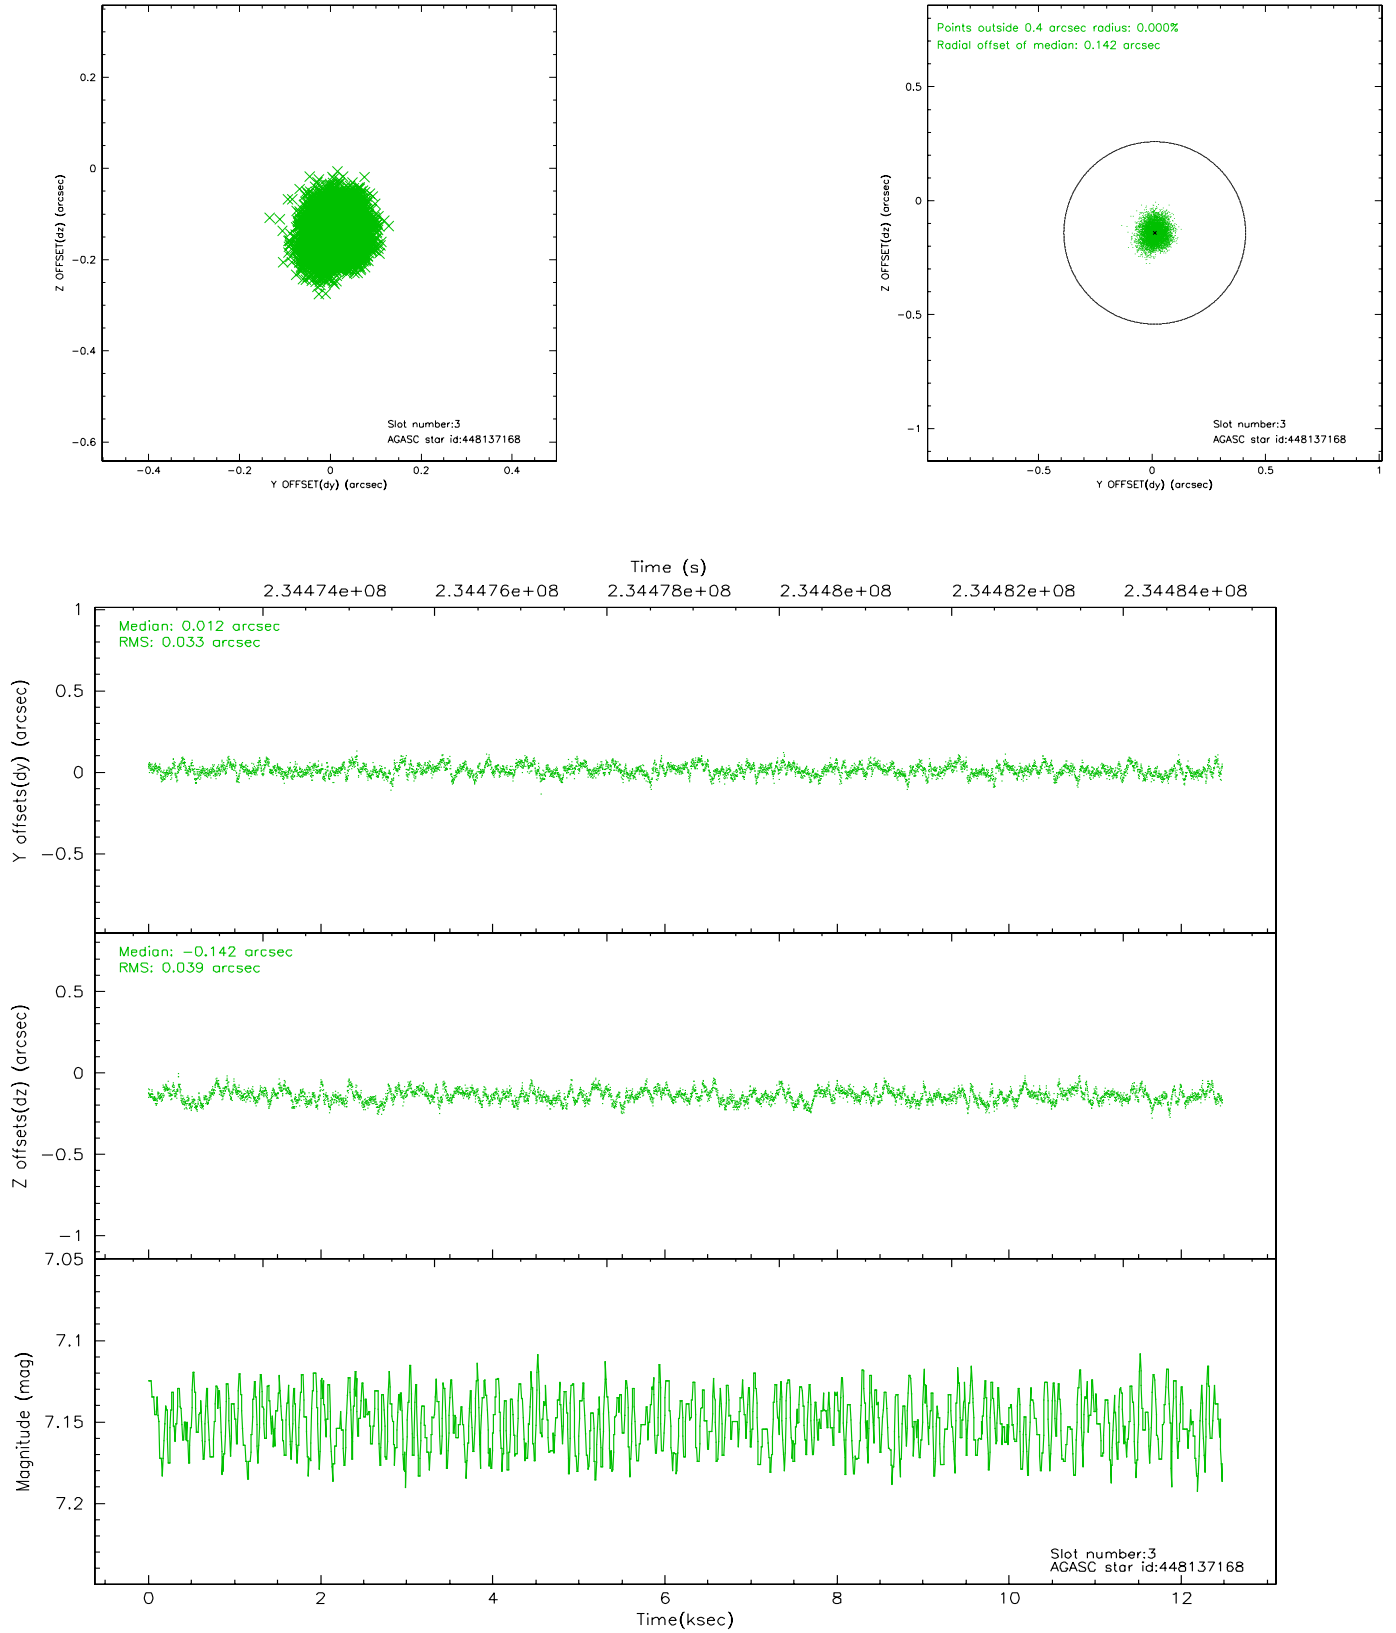 0.2
0
−0.2
−0.4
−0.6
Z OFFSET(dz) (arcsec)
−0.4 −0.2 0 0.2 0.4
Y OFFSET(dy) (arcsec)
Slot number:3
AGASC star id:448137168
Points outside 0.4 arcsec radius: 0.000%
Radial offset of median: 0.142 arcsec
0.5
0
−0.5
−1
Z OFFSET(dz) (arcsec)
−0.5 0 0.5 1
Y OFFSET(dy) (arcsec)
Slot number:3
AGASC star id:448137168
Time (s)
2.34474e+08 2.34476e+08 2.34478e+08 2.3448e+08 2.34482e+08 2.34484e+08
Median: 0.012 arcsec
RMS: 0.033 arcsec
1
0.5
0
−0.5
Y offsets(dy) (arcsec)
Median: −0.142 arcsec
RMS: 0.039 arcsec
0.5
0
−0.5
−1
Z offsets(dz) (arcsec)
7.05
7.1
7.15
7.2
Magnitude (mag)
Slot number:3
AGASC star id:448137168
0 2 4 6 8 10 12
Time(ksec)